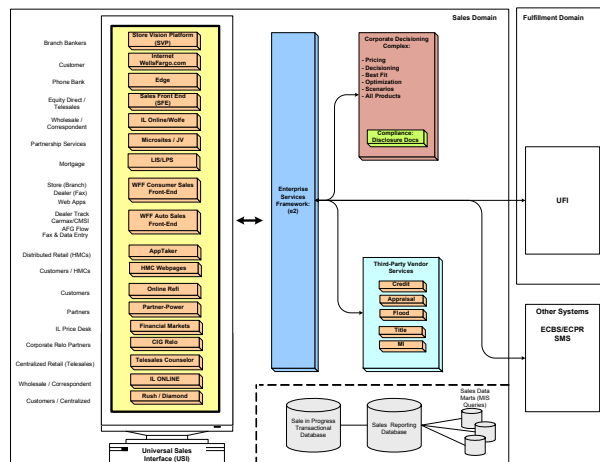 Sales Domain
Fulfillment Domain
Branch Bankers
Customer
Phone Bank
Equity Direct /
Telesales
Wholesale /
Correspondent
Partnership Services
Mortgage
Store (Branch)
Dealer (Fax)
Web Apps
Dealer Track
Carmax/CMSI
AFG Flow
Fax & Data Entry
Distributed Retail (HMCs)
Customers / HMCs
Customers
Partners
IL Price Desk
Corporate Relo Partners
Centralized Retail (Telesales)
Wholesale / Correspondent
Customers / Centralized
Store Vision Platform
(SVP)
Internet
WellsFargo.com
Edge
Sales Front End
(SFE)
IL Online/Wolfe
Microsites / JV
LIS/LPS
WFF Consumer Sales
Front-End
WFF Auto Sales
Front-End
AppTaker
HMC Webpages
Online Refi
Partner-Power
Financial Markets
CIG Relo
Telesales Counselor
IL ONLINE
Rush / Diamond
Universal Sales
Interface (USI)
Enterprise
Services
Framework:
(e2)
Corporate Decisioning
Complex:
- Pricing
- Decisioning
- Best Fit
- Optimization
- Scenarios
- All Products
Compliance:
Disclosure Docs
Third-Party Vendor
Services
Credit
Appraisal
Flood
Title
MI
Sale in Progress
Transactional
Database
Sales Reporting
Database
Sales Data
Marts (MIS
Queries)
UFI
Other Systems
ECBS/ECPR
SMS